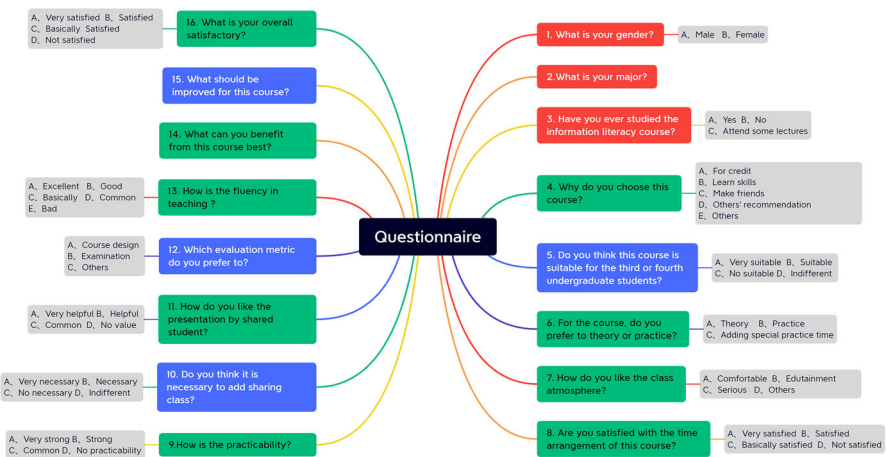 Questionnaire
1. What is your gender?
A、Male B、Female
2.What is your major?
3. Have you ever studied the
information literacy course?
A、Yes B、No
C、Attend some lectures
4. Why do you choose this
course?
A、For credit
B、Learn skills
C、Make friends
D、Others' recommendation
E、Others
5. Do you think this course is
suitable for the third or fourth
undergraduate students?
A、Very suitable B、Suitable
C、No suitable D、Indifferent
6. For the course, do you
prefer to theory or practice?
A、Theory B、Practice
C、Adding special practice time
7. How do you like the class
atmosphere?
A、Comfortable B、Edutainment
C、Serious D、Others
8. Are you satisfied with the time
arrangement of this course?
A、Very satisfied B、Satisfied
C、Basically satisfied D、Not satisfied
9.How is the practicability?
A、Very strong B、Strong
C、Common D、No practicability
10. Do you think it is
necessary to add sharing
class?
A、Very necessary B、Necessary
C、No necessary D、Indifferent
11. How do you like the
presentation by shared
student?
A、Very helpful B、Helpful
C、Common D、No value
12. Which evaluation metric
do you prefer to?
A、Course design
B、Examination
C、Others
13. How is the fluency in
teaching ?
A、Excellent B、Good
C、Basically D、Common
E、Bad
14. What can you benefit
from this course best?
15. What should be
improved for this course?
16. What is your overall
satisfactory?
A、Very satisfied B、Satisfied
C、Basically Satisfied
D、Not satisfied